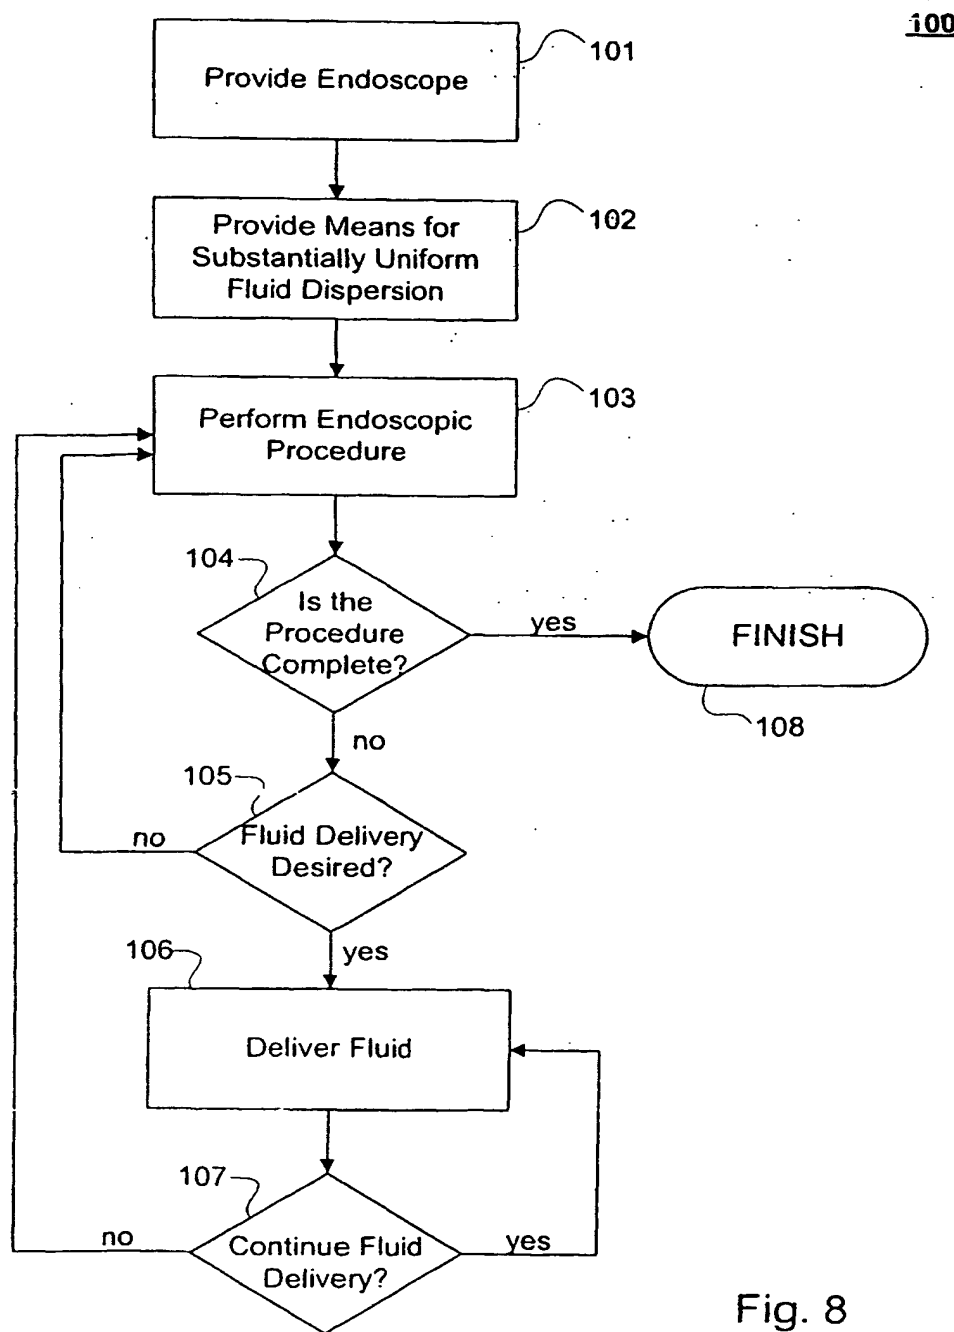 100
Provide Endoscope
101
Provide Means for
Substantially Uniform
Fluid Dispersion
102
Perform Endoscopic
Procedure
103
104
Is the
Procedure
Complete?
yes
FINISH
108
no
105
Fluid Delivery
Desired?
no
yes
106
Deliver Fluid
107
Continue Fluid
Delivery?
no
yes
Fig. 8